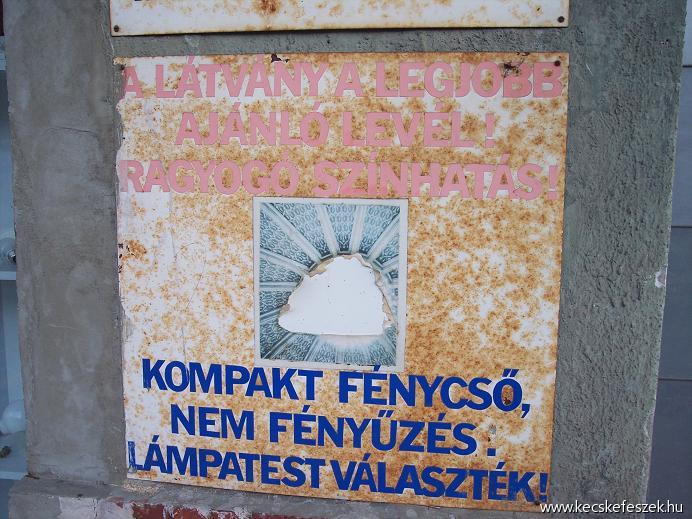 A LÁTVÁNY A LEGJOBB
AJÁNLÓ LEVÉL!
RAGYOGÓ SZÍNHATÁS!
KOMPAKT FÉNYCSŐ,
NEM FÉNYŰZÉS.
LÁMPATEST VÁLASZTÉK!
www.kecskefeszek.hu